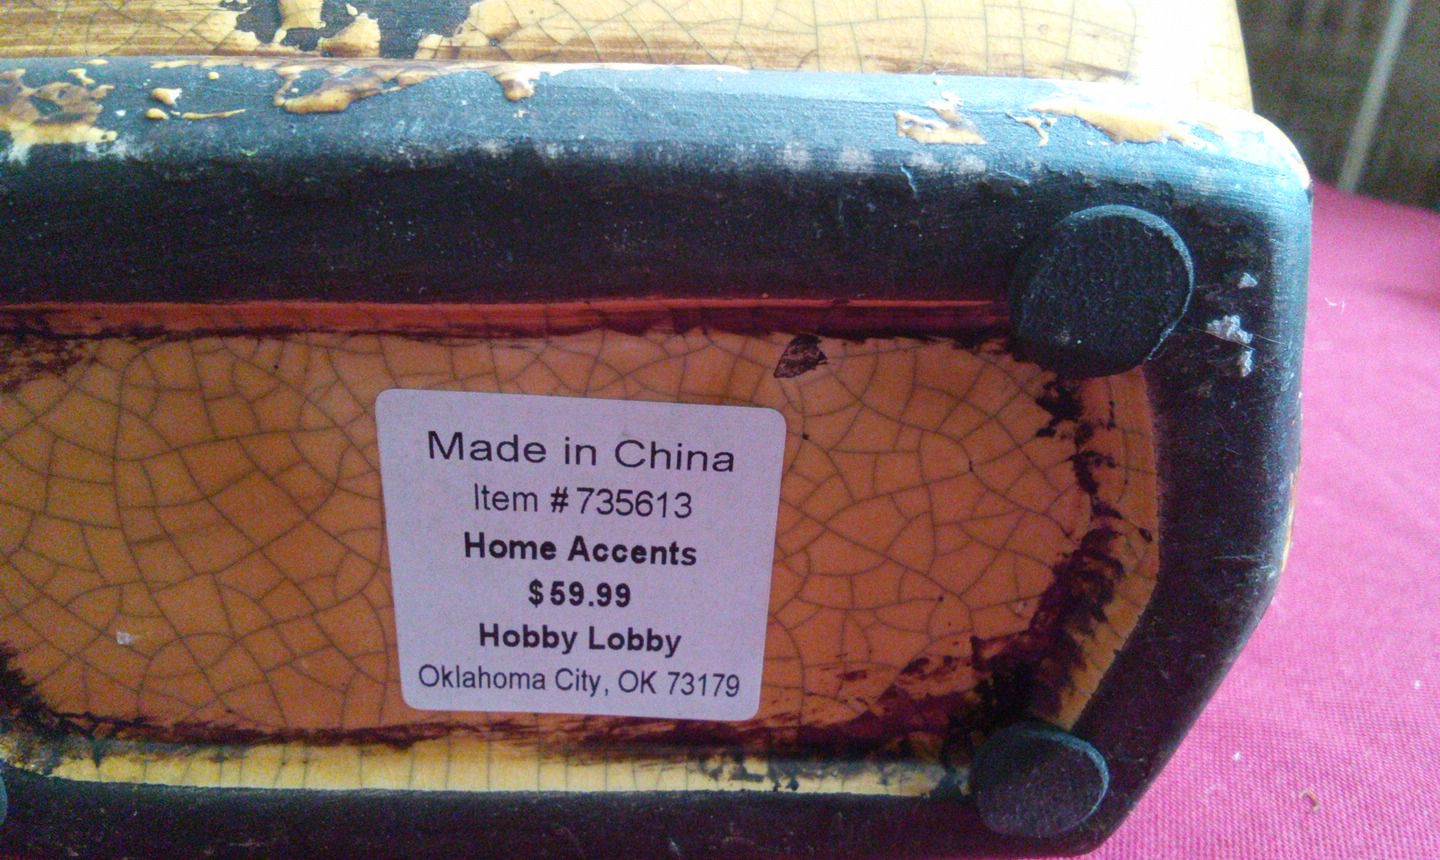 Made in China
Item # 735613
Home Accents
$59.99
Hobby Lobby
Oklahoma City, OK 73179